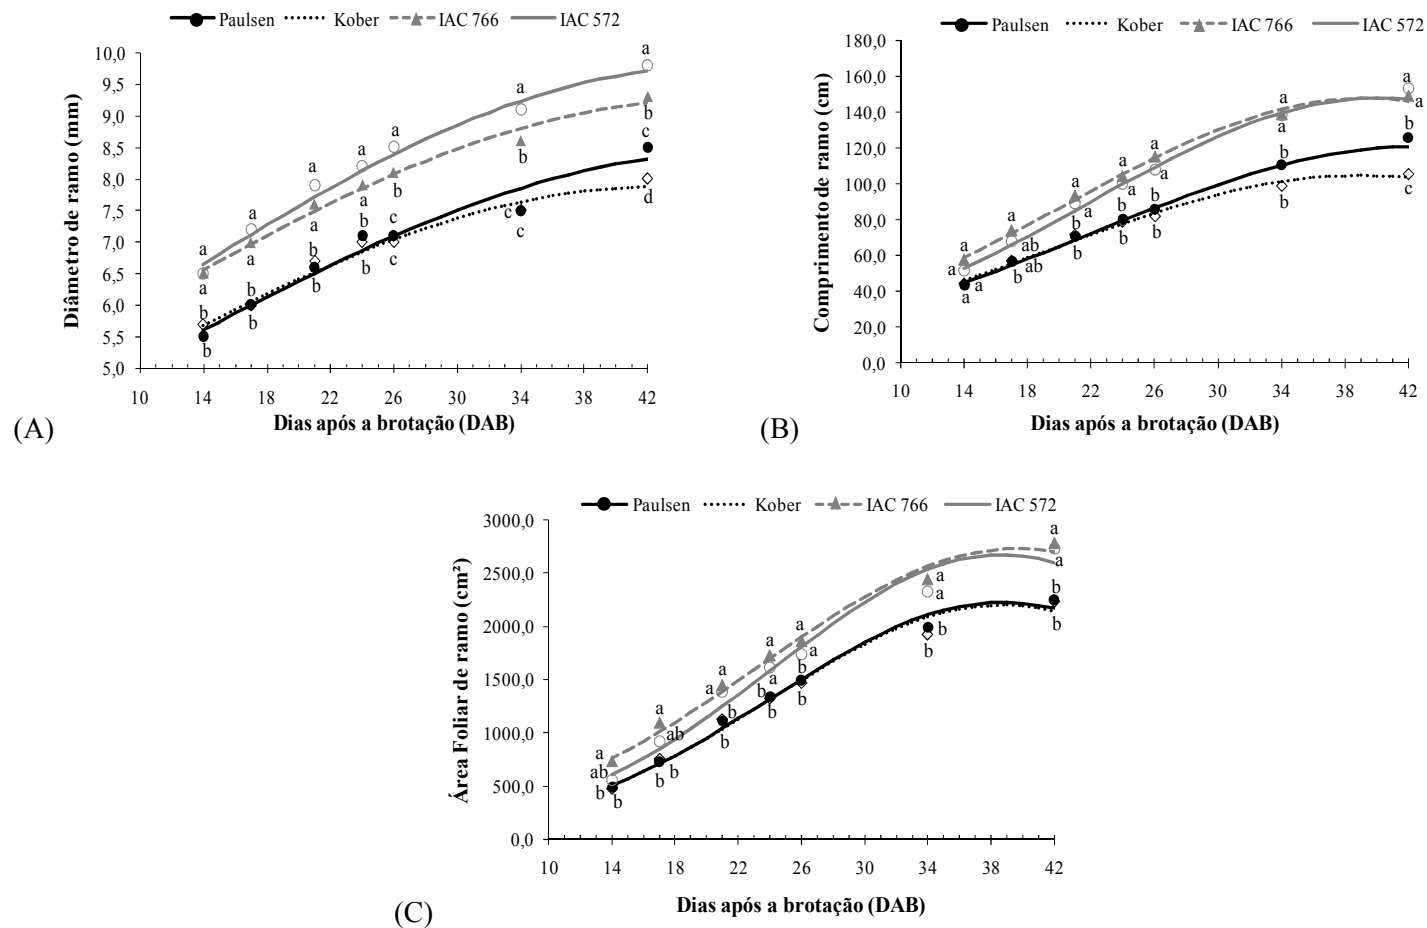 Paulsen Kober IAC 766 IAC 572
10,0
9,5
9,0
8,5
8,0
7,5
7,0
6,5
6,0
5,5
5,0
Diâmetro de ramo (mm)
a a a a a a a
a a a a b b b
b b b b c c c
b b b b c c d
10 14 18 22 26 30 34 38 42
Dias após a brotação (DAB)
(A)
Paulsen Kober IAC 766 IAC 572
180,0
160,0
140,0
120,0
100,0
80,0
60,0
40,0
20,0
0,0
Comprimento de ramo (cm)
a a a a a a a
a ab a a a a a
a ab b b b b b
a b b b b c
10 14 18 22 26 30 34 38 42
Dias após a brotação (DAB)
(B)
Paulsen Kober IAC 766 IAC 572
3000,0
2500,0
2000,0
1500,0
1000,0
500,0
0,0
Área Foliar de ramo (cm²)
a a a a a a a
ab ab a a a a a
b b b b b b b
b b b b b b b
10 14 18 22 26 30 34 38 42
Dias após a brotação (DAB)
(C)